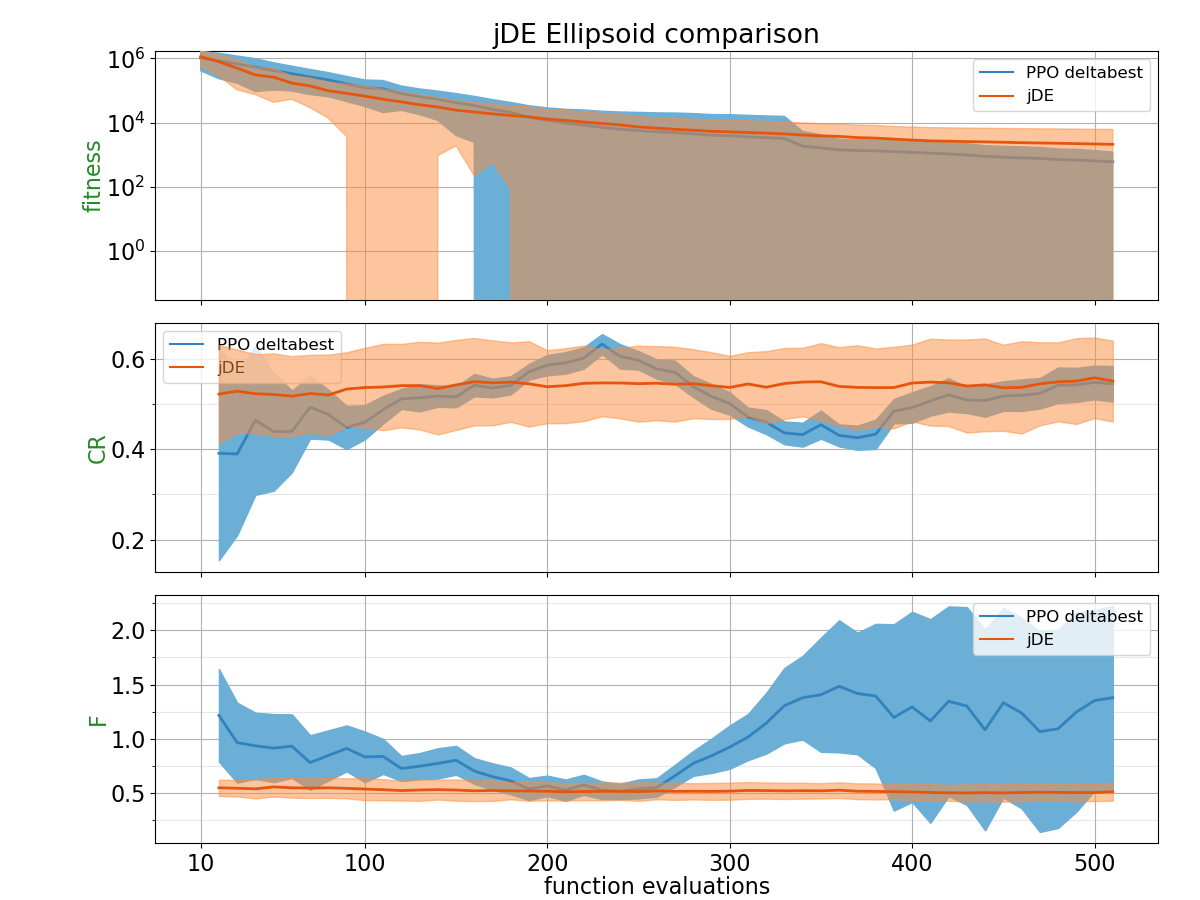 jDE Ellipsoid comparison
10^6
10^4
10^2
10^0
fitness
PPO deltabest
jDE
0.6
0.4
0.2
CR
PPO deltabest
jDE
2.0
1.5
1.0
0.5
F
PPO deltabest
jDE
10 100 200 300 400 500
function evaluations